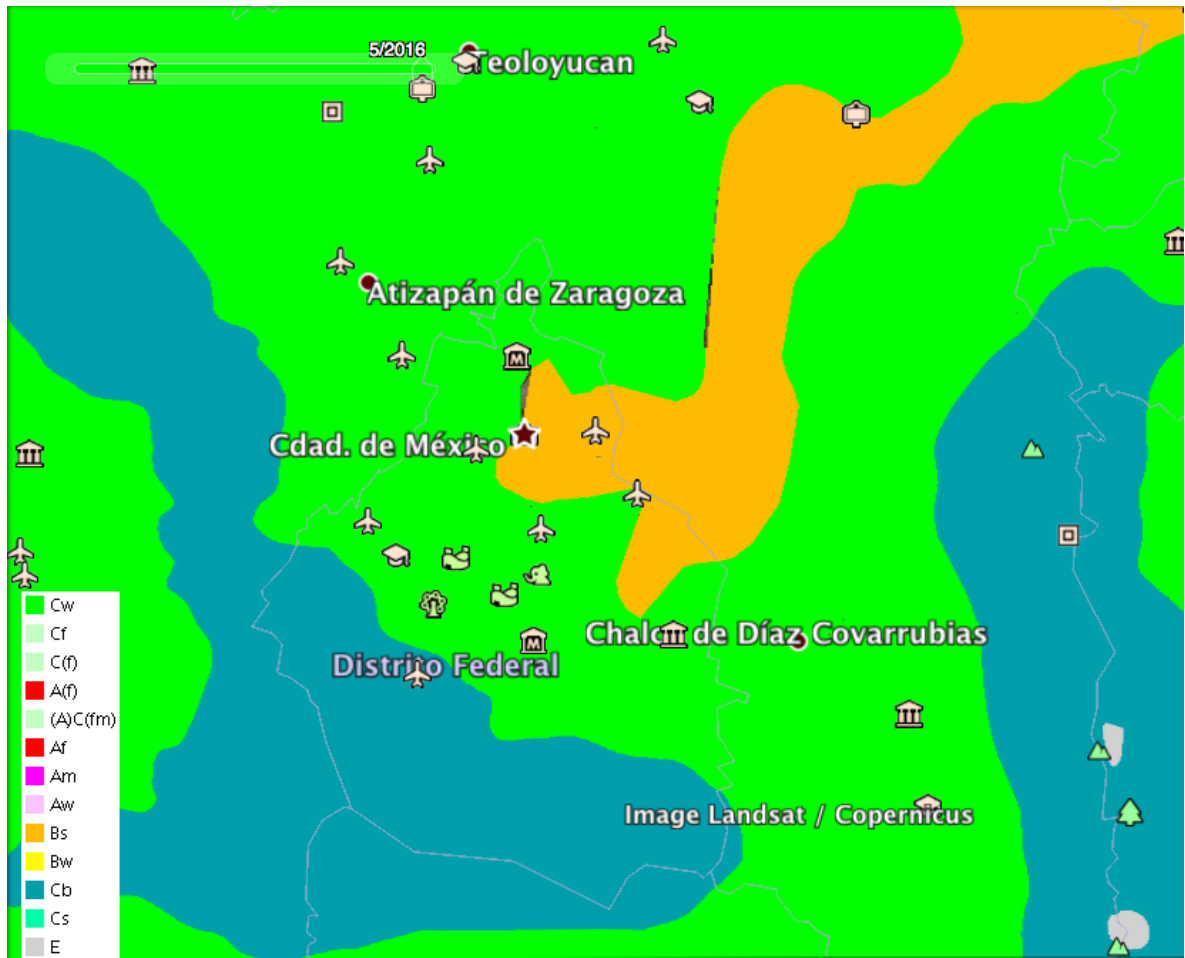 5/2016
Teoloyucan
Atizapán de Zaragoza
M
Cdad. de México
Chalco de Díaz Covarrubias
M
Distrito Federal
Image Landsat / Copernicus
Cw
Cf
C(f)
A(f)
(A)C(fm)
Af
Am
Aw
Bs
Bw
Cb
Cs
E